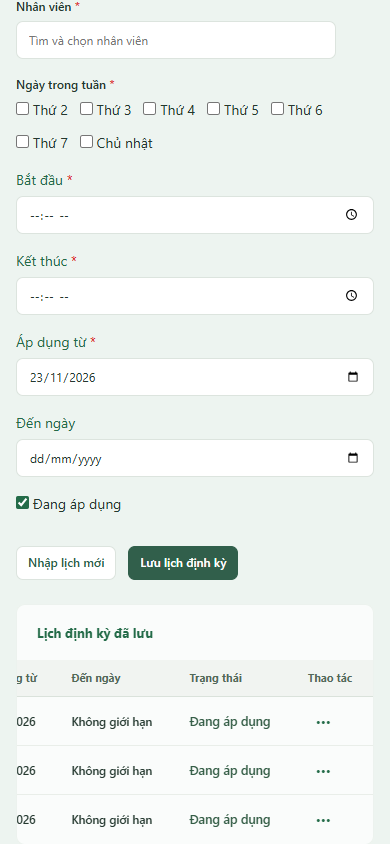 Nhân viên *
Tìm và chọn nhân viên
Ngày trong tuần *
Thứ 2 Thứ 3 Thứ 4 Thứ 5 Thứ 6
Thứ 7 Chủ nhật
Bắt đầu *
--:-- --
Kết thúc *
--:-- --
Áp dụng từ *
23/11/2026
Đến ngày
dd/mm/yyyy
Đang áp dụng
Nhập lịch mới Lưu lịch định kỳ
Lịch định kỳ đã lưu
g từ Đến ngày Trạng thái Thao tác
026 Không giới hạn Đang áp dụng •••
026 Không giới hạn Đang áp dụng •••
026 Không giới hạn Đang áp dụng •••